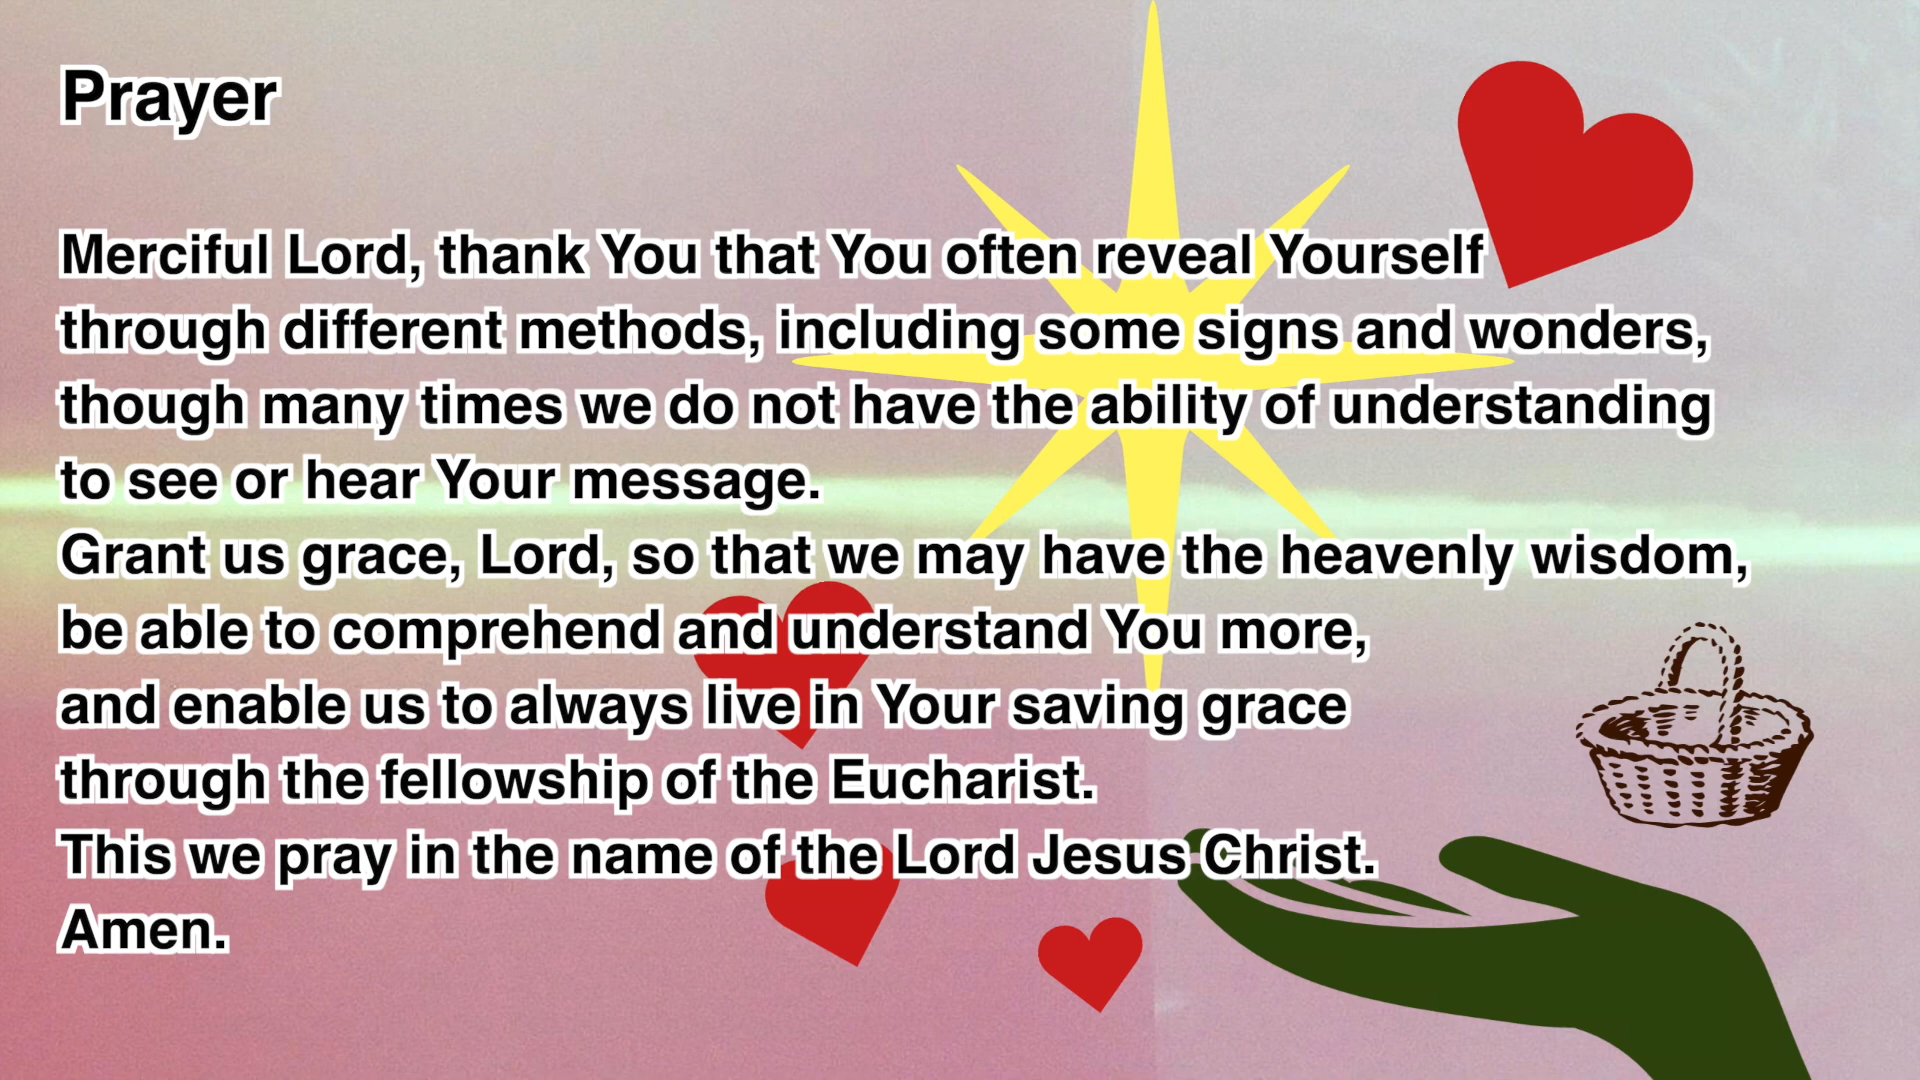 Prayer
Merciful Lord, thank You that You often reveal Yourself
through different methods, including some signs and wonders,
though many times we do not have the ability of understanding
to see or hear Your message.
Grant us grace, Lord, so that we may have the heavenly wisdom,
be able to comprehend and understand You more,
and enable us to always live in Your saving grace
through the fellowship of the Eucharist.
This we pray in the name of the Lord Jesus Christ.
Amen.